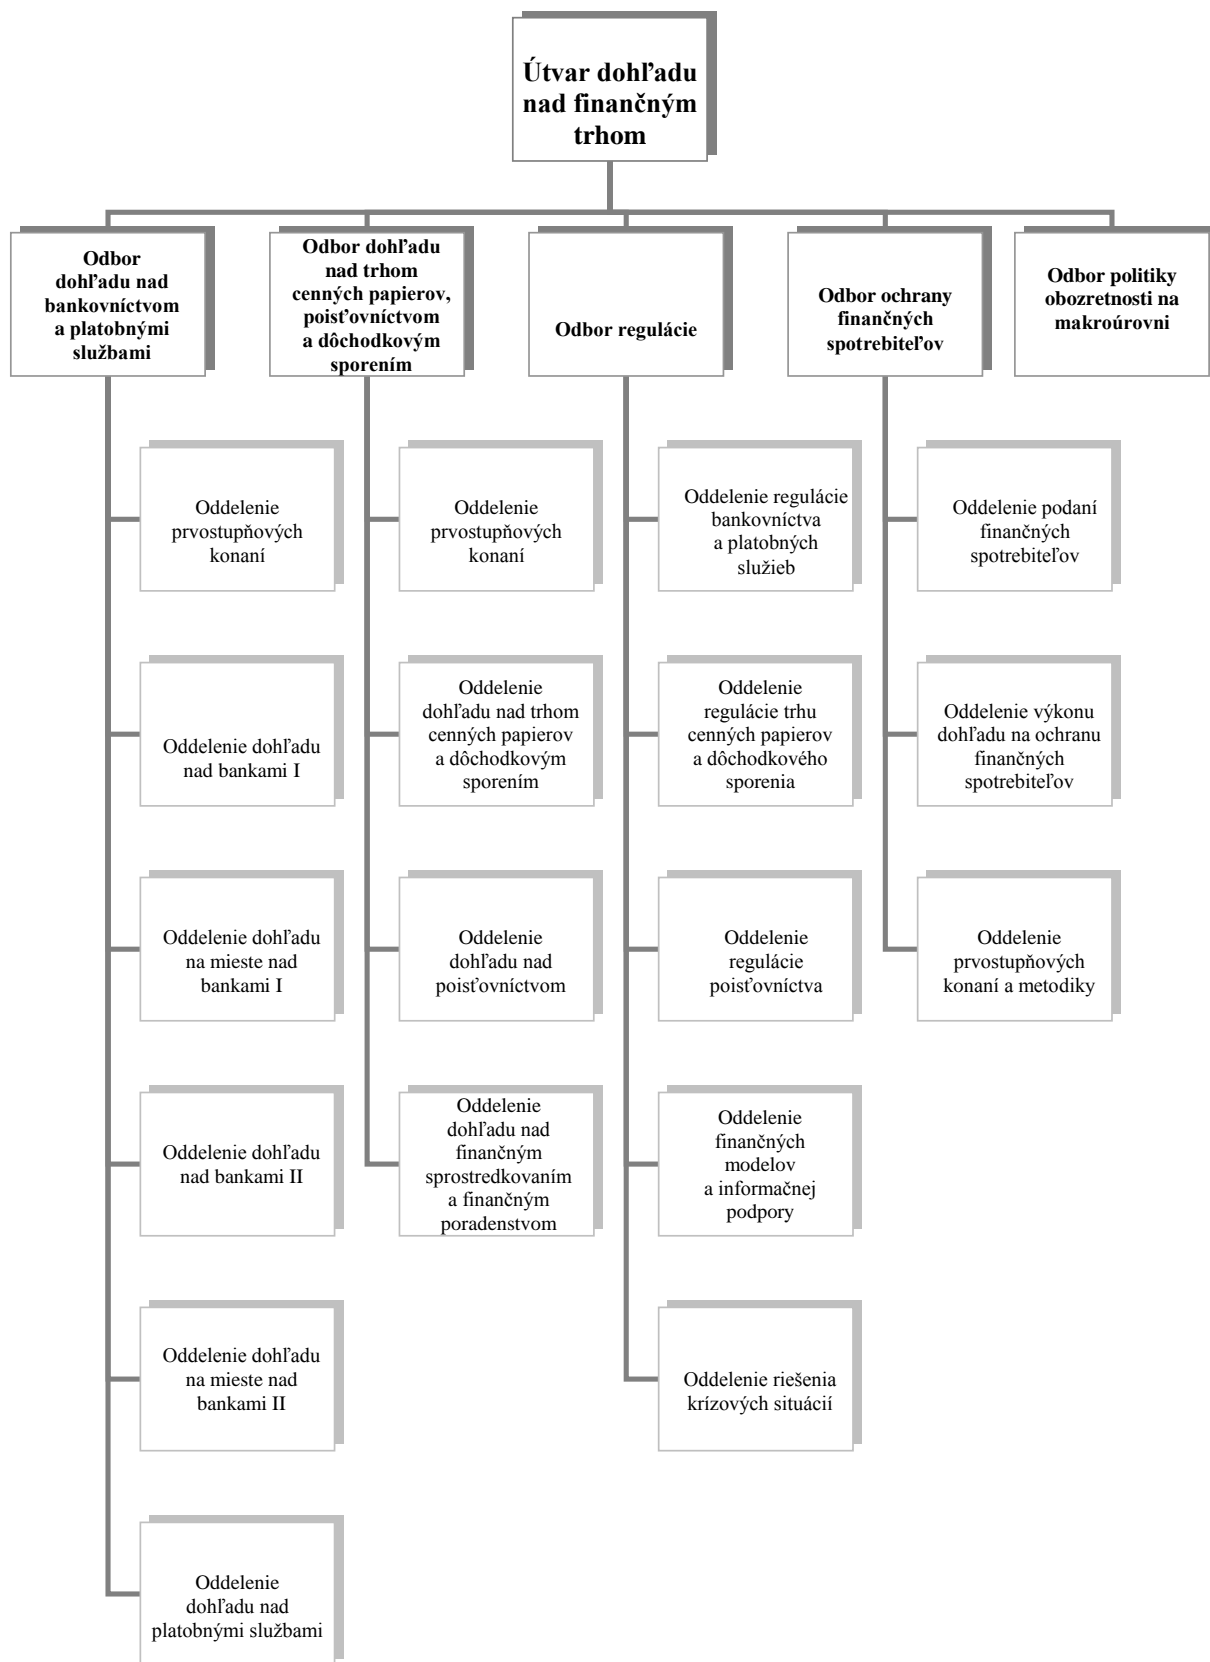 Útvar dohľadu
nad finančným
trhom
Odbor
dohľadu nad
bankovníctvom
a platobnými
službami
Odbor dohľadu
nad trhom
cenných papierov,
poisťovníctvom
a dôchodkovým
sporením
Odbor regulácie
Odbor ochrany
finančných
spotrebiteľov
Odbor politiky
obozretnosti na
makroúrovni
Oddelenie
prvostupňových
konaní
Oddelenie dohľadu
nad bankami I
Oddelenie dohľadu
na mieste nad
bankami I
Oddelenie dohľadu
nad bankami II
Oddelenie dohľadu
na mieste nad
bankami II
Oddelenie
dohľadu nad
platobnými službami
Oddelenie
prvostupňových
konaní
Oddelenie
dohľadu nad trhom
cenných papierov
a dôchodkovým
sporením
Oddelenie
dohľadu nad
poisťovníctvom
Oddelenie
dohľadu nad
finančným
sprostredkovaním
a finančným
poradenstvom
Oddelenie regulácie
bankovníctva
a platobných
služieb
Oddelenie
regulácie trhu
cenných papierov
a dôchodkového
sporenia
Oddelenie
regulácie
poisťovníctva
Oddelenie
finančných
modelov
a informačnej
podpory
Oddelenie riešenia
krízových situácií
Oddelenie podaní
finančných
spotrebiteľov
Oddelenie výkonu
dohľadu na ochranu
finančných
spotrebiteľov
Oddelenie
prvostupňových
konaní a metodiky